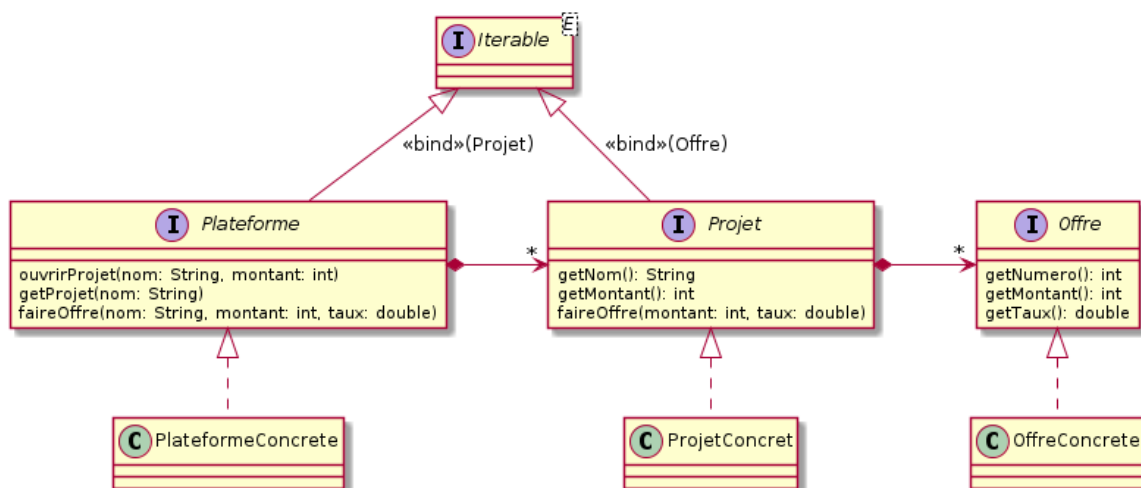 E
I Iterable
«bind»(Projet)
«bind»(Offre)
I Plateforme
ouvrirProjet(nom: String, montant: int)
getProjet(nom: String)
faireOffre(nom: String, montant: int, taux: double)
*
I Projet
getNom(): String
getMontant(): int
faireOffre(montant: int, taux: double)
*
I Offre
getNumero(): int
getMontant(): int
getTaux(): double
C PlateformeConcrete
C ProjetConcret
C OffreConcrete